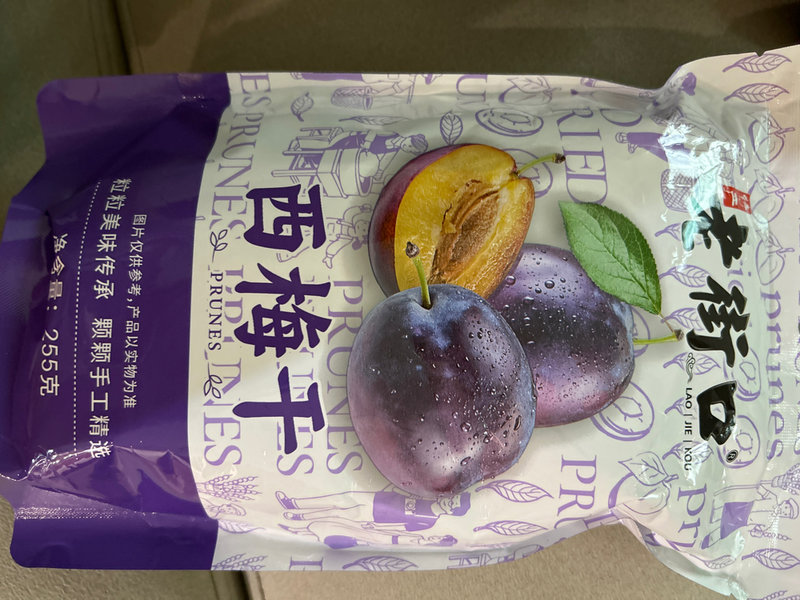 老街口®
LAO | JIE | KOU
西梅干
PRUNES
图片仅供参考,产品以实物为准
粒粒美味传承 颗颗手工精选
净含量:255克